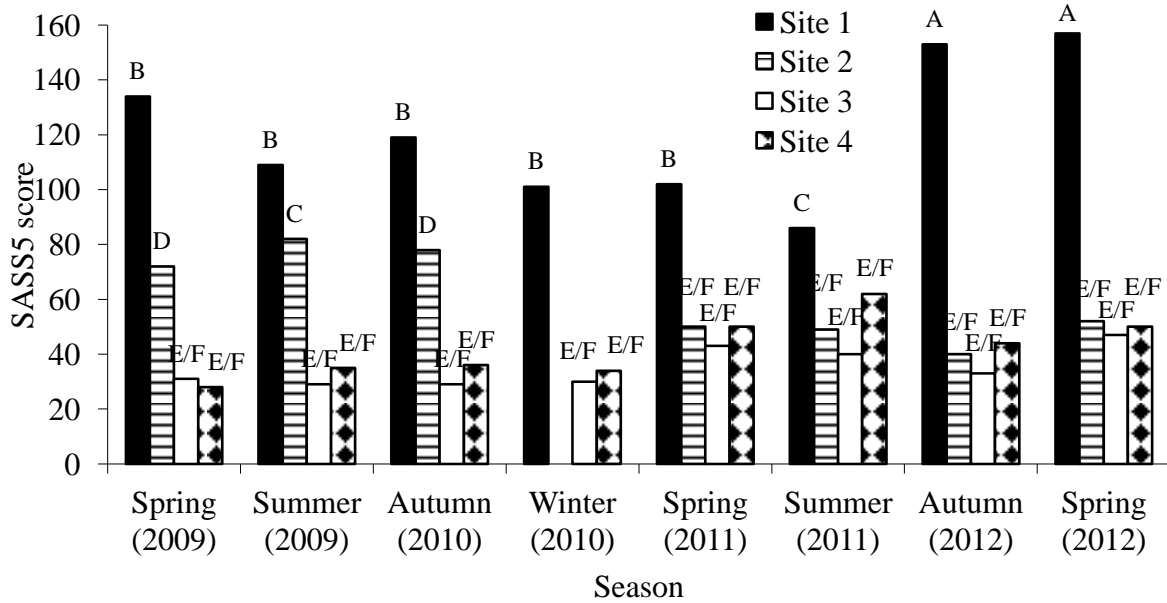 160
140
120
100
80
60
40
20
0
SASS5 score
Site 1
Site 2
Site 3
Site 4
B
D
E/F
E/F
B
C
E/F
E/F
B
D
E/F
E/F
B
E/F
E/F
B
E/F
E/F
E/F
C
E/F
E/F
E/F
A
E/F
E/F
E/F
A
E/F
E/F
E/F
Spring
(2009)
Summer
(2009)
Autumn
(2010)
Winter
(2010)
Spring
(2011)
Summer
(2011)
Autumn
(2012)
Spring
(2012)
Season